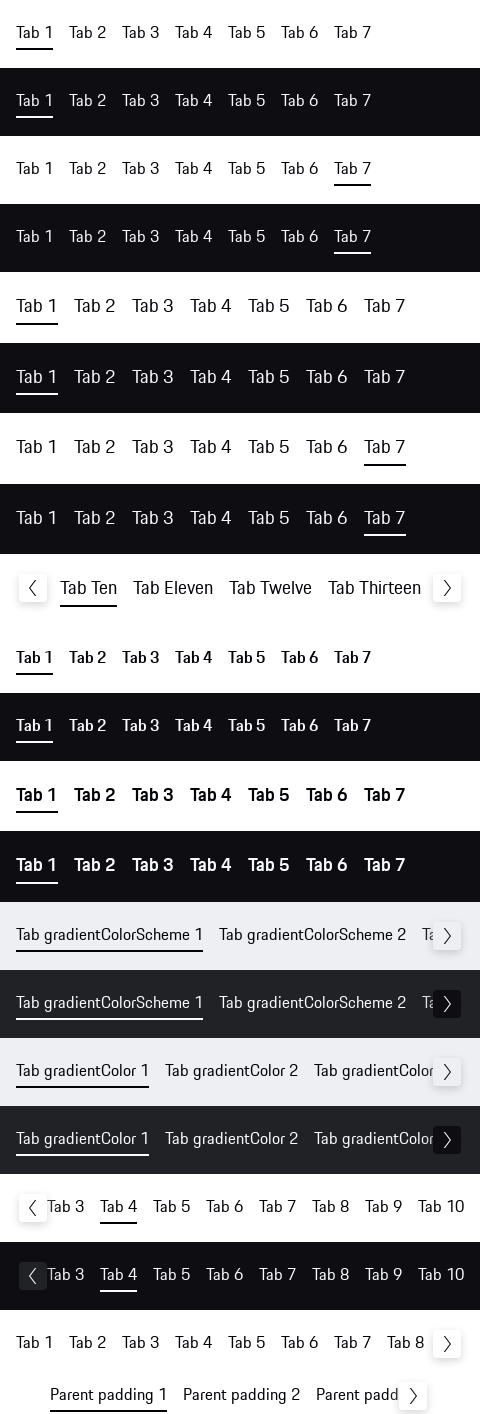 Tab 1 Tab 2 Tab 3 Tab 4 Tab 5 Tab 6 Tab 7
Tab 1 Tab 2 Tab 3 Tab 4 Tab 5 Tab 6 Tab 7
Tab 1 Tab 2 Tab 3 Tab 4 Tab 5 Tab 6 Tab 7
Tab 1 Tab 2 Tab 3 Tab 4 Tab 5 Tab 6 Tab 7
Tab 1 Tab 2 Tab 3 Tab 4 Tab 5 Tab 6 Tab 7
Tab 1 Tab 2 Tab 3 Tab 4 Tab 5 Tab 6 Tab 7
Tab 1 Tab 2 Tab 3 Tab 4 Tab 5 Tab 6 Tab 7
Tab 1 Tab 2 Tab 3 Tab 4 Tab 5 Tab 6 Tab 7
Tab Ten Tab Eleven Tab Twelve Tab Thirteen
Tab 1 Tab 2 Tab 3 Tab 4 Tab 5 Tab 6 Tab 7
Tab 1 Tab 2 Tab 3 Tab 4 Tab 5 Tab 6 Tab 7
Tab 1 Tab 2 Tab 3 Tab 4 Tab 5 Tab 6 Tab 7
Tab 1 Tab 2 Tab 3 Tab 4 Tab 5 Tab 6 Tab 7
Tab gradientColorScheme 1 Tab gradientColorScheme 2
Tab gradientColorScheme 1 Tab gradientColorScheme 2
Tab gradientColor 1 Tab gradientColor 2 Tab gradientColor
Tab gradientColor 1 Tab gradientColor 2 Tab gradientColor
Tab 3 Tab 4 Tab 5 Tab 6 Tab 7 Tab 8 Tab 9 Tab 10
Tab 3 Tab 4 Tab 5 Tab 6 Tab 7 Tab 8 Tab 9 Tab 10
Tab 1 Tab 2 Tab 3 Tab 4 Tab 5 Tab 6 Tab 7 Tab 8
Parent padding 1 Parent padding 2 Parent padd